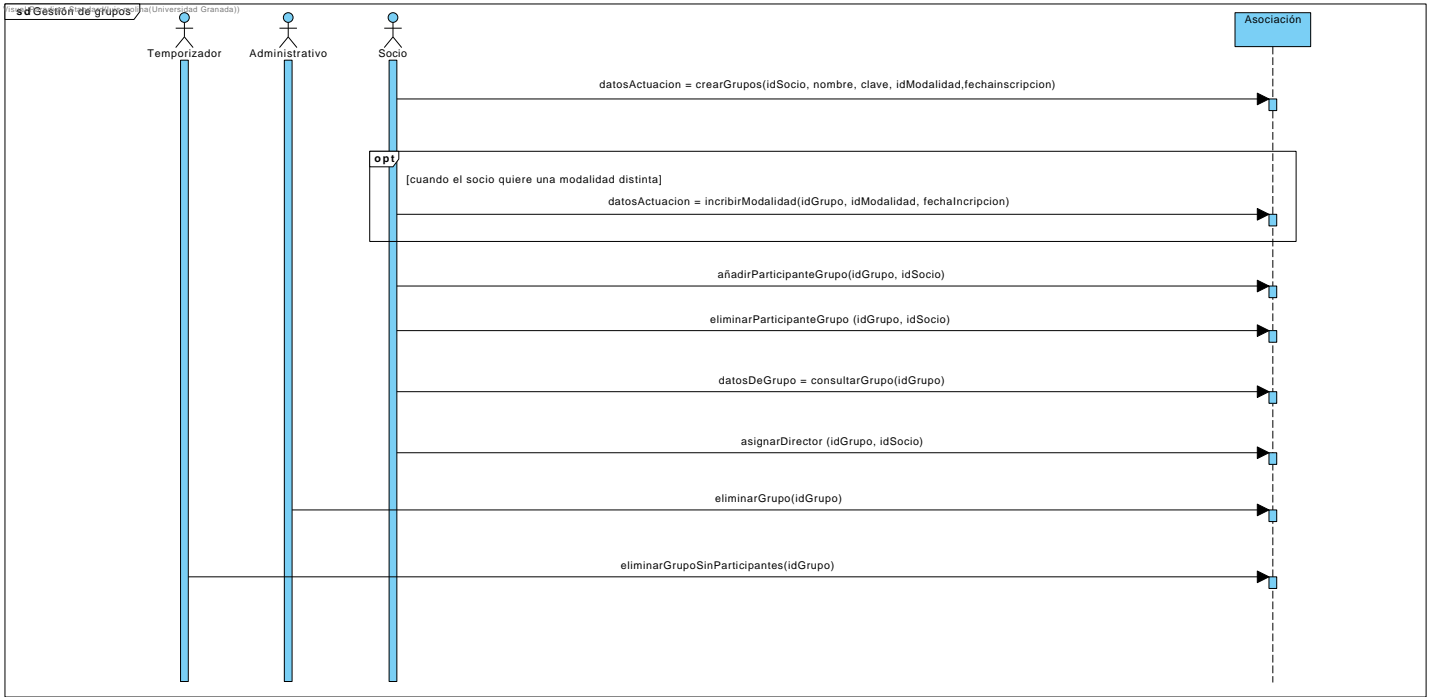 sd Gestión de grupos
Temporizador
Administrativo
Socio
Asociación
datosActuacion = crearGrupos(idSocio, nombre, clave, idModalidad,fechainscripcion)
opt
[cuando el socio quiere una modalidad distinta]
datosActuacion = incribirModalidad(idGrupo, idModalidad, fechaIncripcion)
añadirParticipanteGrupo(idGrupo, idSocio)
eliminarParticipanteGrupo (idGrupo, idSocio)
datosDeGrupo = consultarGrupo(idGrupo)
asignarDirector (idGrupo, idSocio)
eliminarGrupo(idGrupo)
eliminarGrupoSinParticipantes(idGrupo)